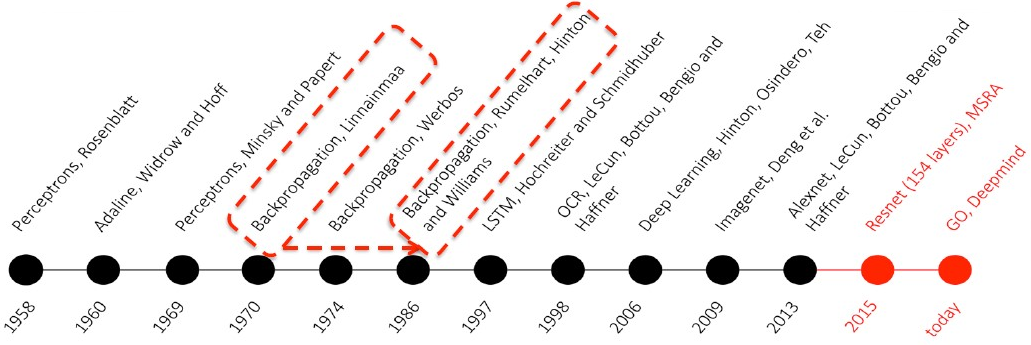 Perceptrons, Rosenblatt
Adaline, Widrow and Hoff
Perceptrons, Minsky and Papert
Backpropagation, Linnainmaa
Backpropagation, Werbos
Backpropagation, Rumelhart, Hinton
and Williams
LSTM, Hochreiter and Schmidhuber
OCR, LeCun, Bottou, Bengio and
Haffner
Deep Learning, Hinton, Osindero, Teh
Imagenet, Deng et al.
Alexnet, LeCun, Bottou, Bengio and
Haffner
Resnet (154 layers), MSRA
GO, Deepmind
1958
1960
1969
1970
1974
1986
1997
1998
2006
2009
2013
2015
today